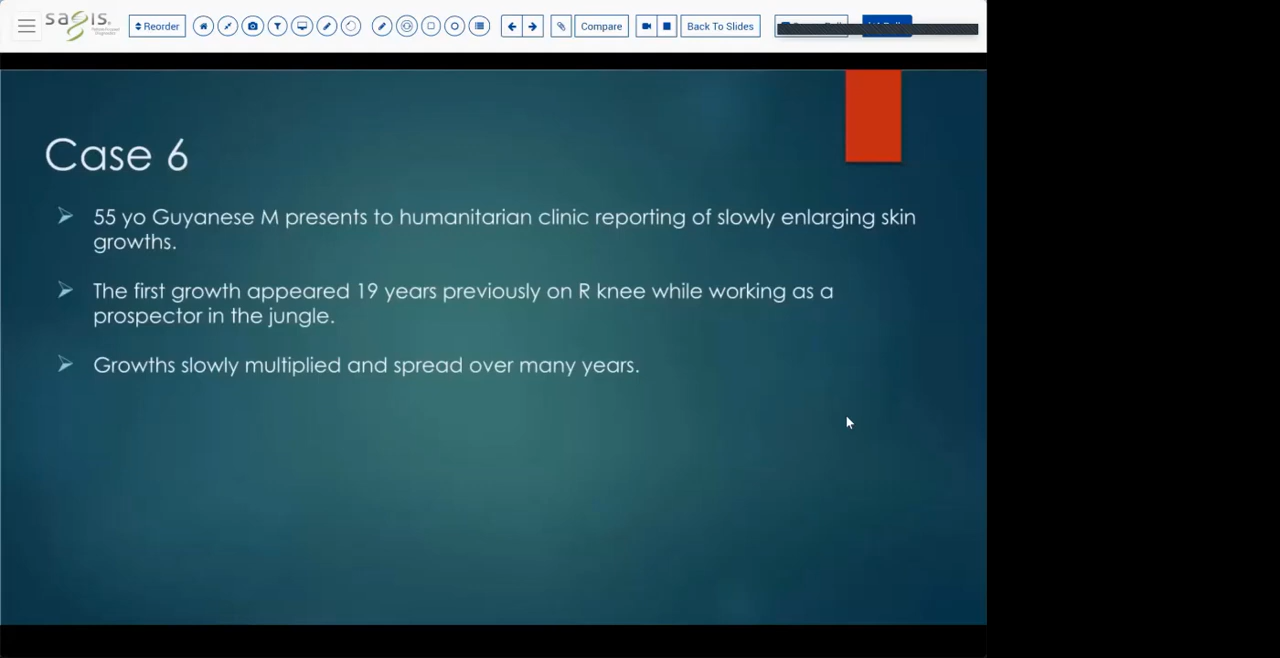 sagis
Reorder
Compare
Back To Slides
Case 6
55 yo Guyanese M presents to humanitarian clinic reporting of slowly enlarging skin
growths.
The first growth appeared 19 years previously on R knee while working as a
prospector in the jungle.
Growths slowly multiplied and spread over many years.